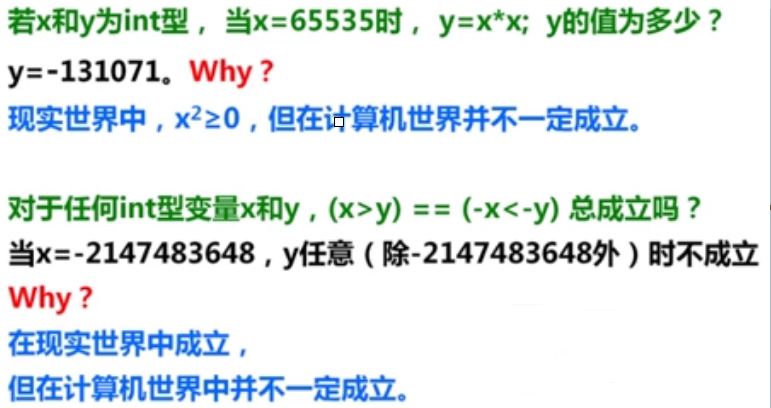 若x和y为int型，当x=65535时，y=x*x; y的值为多少？
y=-131071。Why？
现实世界中，x²≥0，但在计算机世界并不一定成立。
对于任何int型变量x和y，(x>y) == (-x<-y) 总成立吗？
当x=-2147483648，y任意（除-2147483648外）时不成立
Why？
在现实世界中成立，
但在计算机世界中并不一定成立。